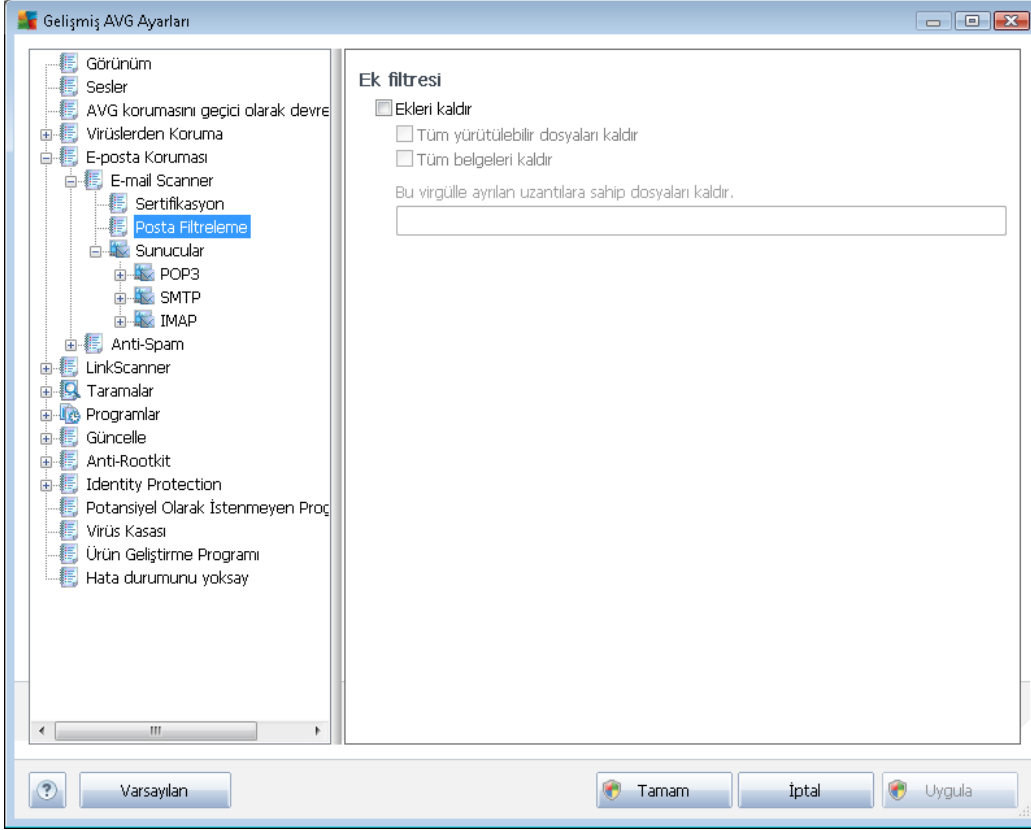 Gelişmiş AVG Ayarları
Görünüm
Sesler
AVG korumasını geçici olarak devre
Virüslerden Koruma
E-posta Koruması
E-mail Scanner
Sertifikasyon
Posta Filtreleme
Sunucular
POP3
SMTP
IMAP
Anti-Spam
LinkScanner
Taramalar
Programlar
Güncelle
Anti-Rootkit
Identity Protection
Potansiyel Olarak İstenmeyen Prog
Virüs Kasası
Ürün Geliştirme Programı
Hata durumunu yoksay
Ek filtresi
Ekleri kaldır
Tüm yürütülebilir dosyaları kaldır
Tüm belgeleri kaldır
Bu virgülle ayrılan uzantılara sahip dosyaları kaldır.
?
Varsayılan
Tamam
İptal
Uygula